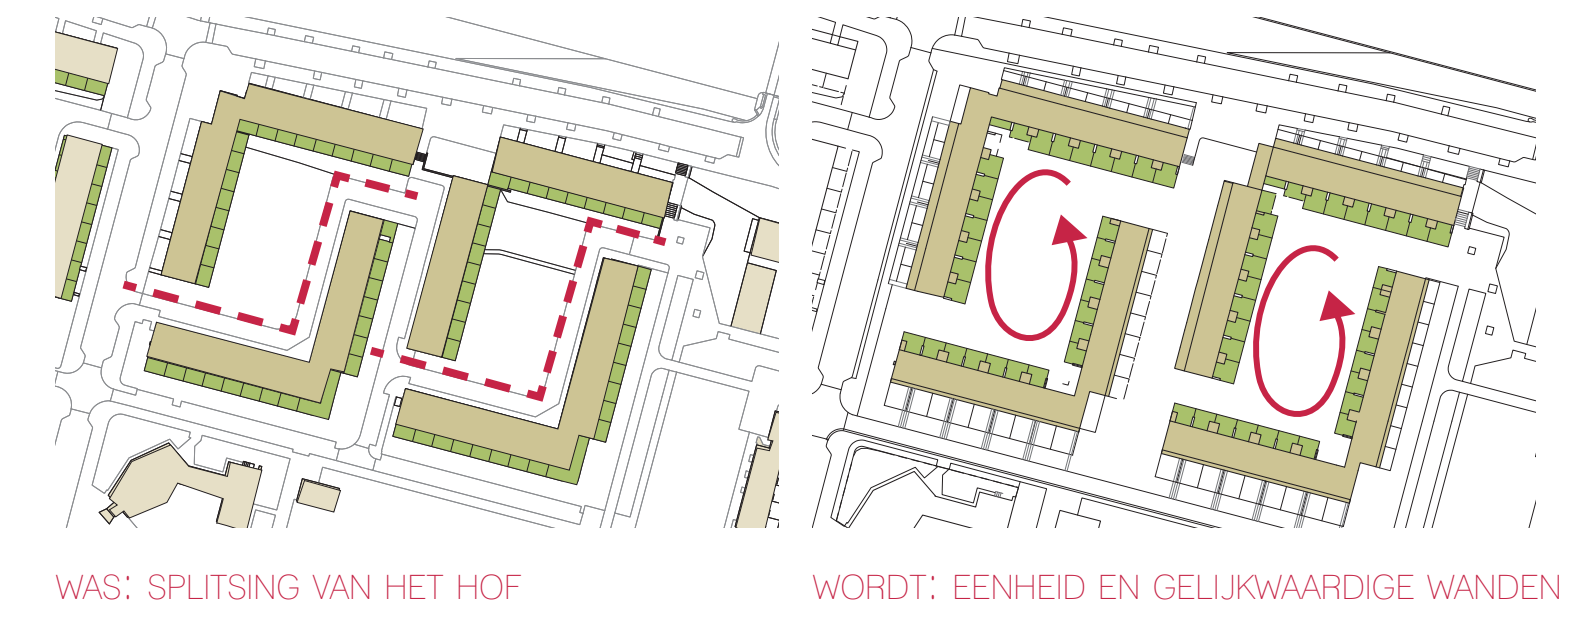 WAS: SPLITSING VAN HET HOF
WORDT: EENHEID EN GELIJKWAARDIGE WANDEN